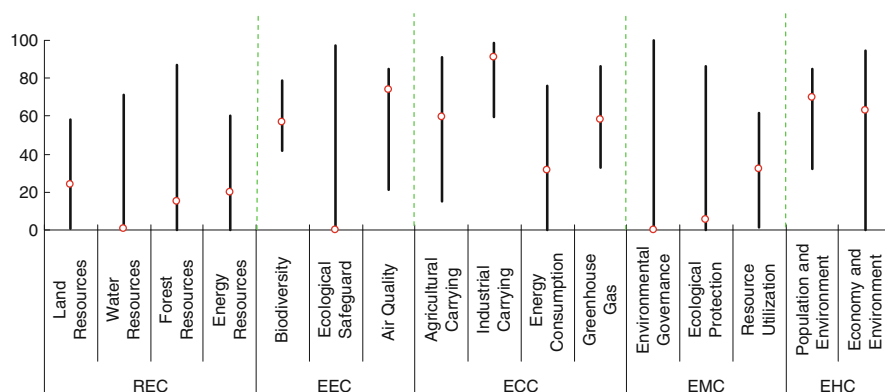 100
80
60
40
20
0
Land
Resources
Water
Resources
Forest
Resources
Energy
Resources
Biodiversity
Ecological
Safeguard
Air Quality
Agricultural
Carrying
Industrial
Carrying
Energy
Consumption
Greenhouse
Gas
Environmental
Governance
Ecological
Protection
Resource
Utilization
Population and
Environment
Economy and
Environment
REC
EEC
ECC
EMC
EHC